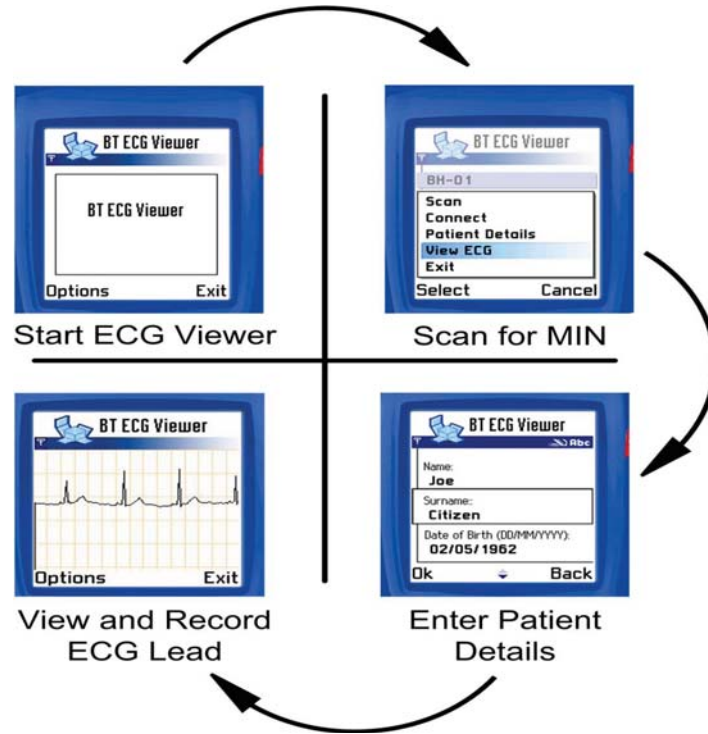 BT ECG Viewer
BT ECG Viewer
Options Exit
Start ECG Viewer
BT ECG Viewer
BH-01
Scan
Connect
Patient Details
View ECG
Exit
Select Cancel
Scan for MIN
BT ECG Viewer
Options Exit
View and Record
ECG Lead
BT ECG Viewer
Abc
Name:
Joe
Surname:
Citizen
Date of Birth (DD/MM/YYYY):
02/05/1962
Ok Back
Enter Patient
Details